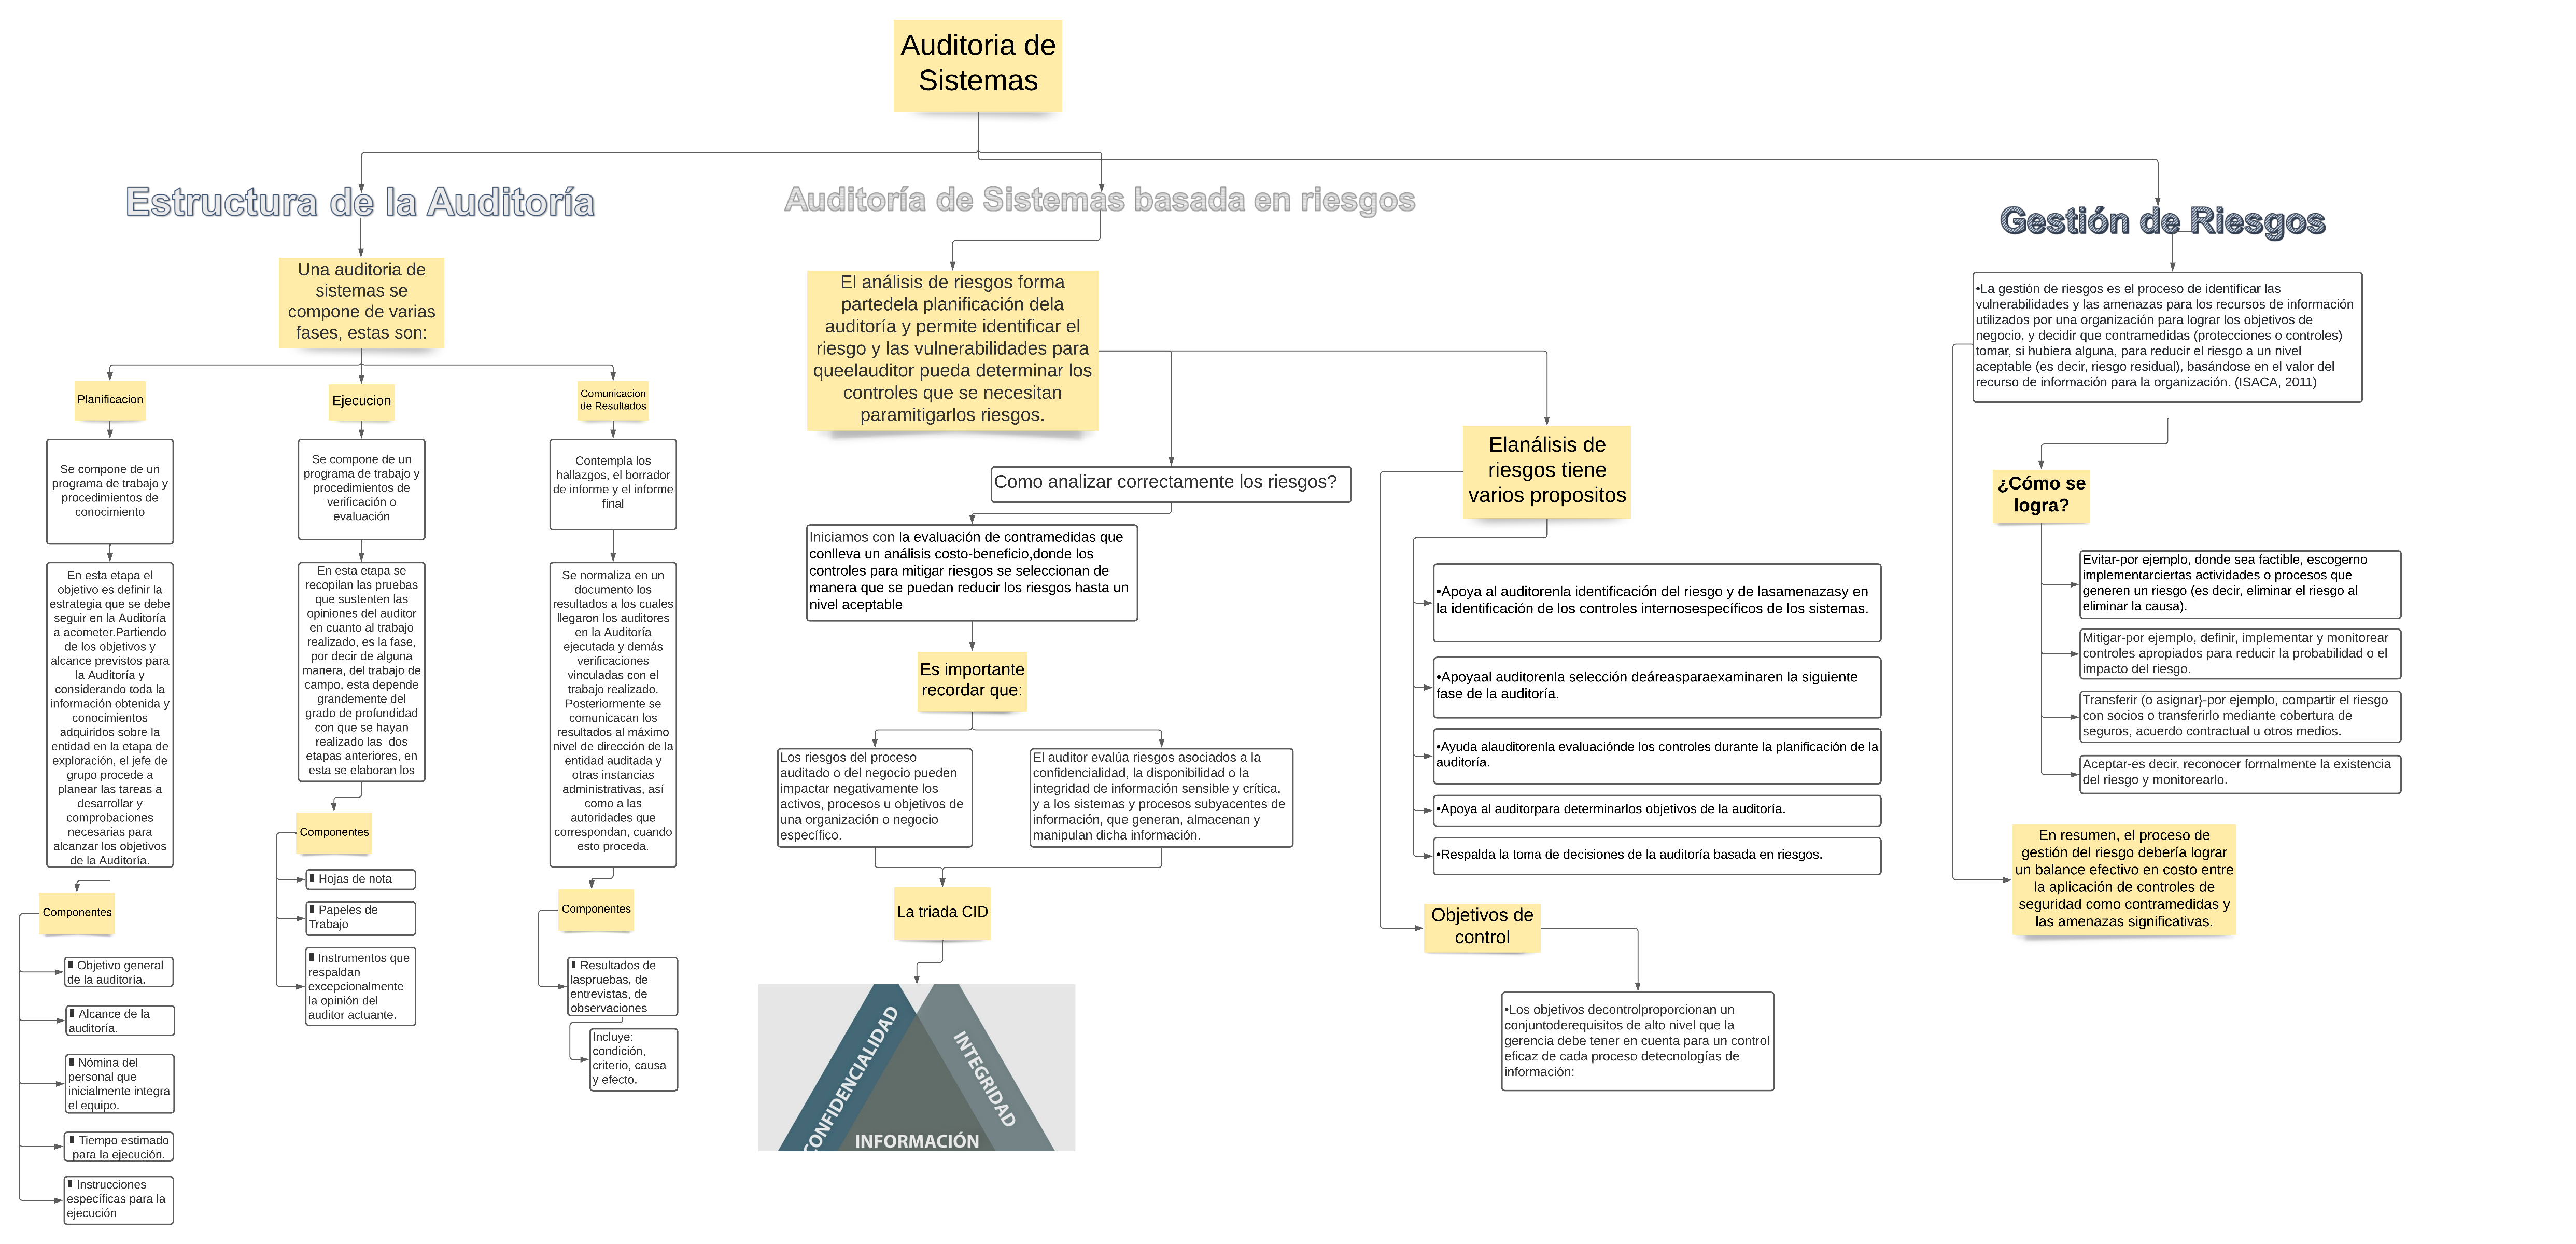 Auditoria de
Sistemas
Estructura de la Auditoría
Una auditoria de
sistemas se
compone de varias
fases, estas son:
Planificacion
Se compone de un
programa de trabajo y
procedimientos de
conocimiento
En esta etapa el
objetivo es definir la
estrategia que se debe
seguir en la Auditoría
a acometer.Partiendo
de los objetivos y
alcance previstos para
la Auditoría y
considerando toda la
información obtenida y
conocimientos
adquiridos sobre la
entidad en la etapa de
exploración, el jefe de
grupo procede a
planear las tareas a
desarrollar y
comprobaciones
necesarias para
alcanzar los objetivos
de la Auditoría.
Componentes
Objetivo general
de la auditoría.
Alcance de la
auditoría.
Nómina del
personal que
inicialmente integra
el equipo.
Tiempo estimado
para la ejecución.
Instrucciones
específicas para la
ejecución
Ejecucion
Se compone de un
programa de trabajo y
procedimientos de
verificación o
evaluación
En esta etapa se
recopilan las pruebas
que sustenten las
opiniones del auditor
en cuanto al trabajo
realizado, es la fase,
por decir de alguna
manera, del trabajo de
campo, esta depende
grandemente del
grado de profundidad
con que se hayan
realizado las dos
etapas anteriores, en
esta se elaboran los
Componentes
Hojas de nota
Papeles de
Trabajo
Instrumentos que
respaldan
excepcionalmente
la opinión del
auditor actuante.
Comunicacion
de Resultados
Contempla los
hallazgos, el borrador
de informe y el informe
final
Se normaliza en un
documento los
resultados a los cuales
llegaron los auditores
en la Auditoría
ejecutada y demás
verificaciones
vinculadas con el
trabajo realizado.
Posteriormente se
comunicacan los
resultados al máximo
nivel de dirección de la
entidad auditada y
otras instancias
administrativas, así
como a las
autoridades que
correspondan, cuando
esto proceda.
Componentes
Resultados de
laspruebas, de
entrevistas, de
observaciones
Incluye:
condición,
criterio, causa
y efecto.
Auditoría de Sistemas basada en riesgos
El análisis de riesgos forma
partedela planificación dela
auditoría y permite identificar el
riesgo y las vulnerabilidades para
queelauditor pueda determinar los
controles que se necesitan
paramitigarlos riesgos.
Como analizar correctamente los riesgos?
Iniciamos con la evaluación de contramedidas que
conlleva un análisis costo-beneficio,donde los
controles para mitigar riesgos se seleccionan de
manera que se puedan reducir los riesgos hasta un
nivel aceptable
Es importante
recordar que:
Los riesgos del proceso
auditado o del negocio pueden
impactar negativamente los
activos, procesos u objetivos de
una organización o negocio
específico.
El auditor evalúa riesgos asociados a la
confidencialidad, la disponibilidad o la
integridad de información sensible y crítica,
y a los sistemas y procesos subyacentes de
información, que generan, almacenan y
manipulan dicha información.
La triada CID
CONFIDENCIALIDAD
INTEGRIDAD
INFORMACIÓN
Elanálisis de
riesgos tiene
varios propositos
•Apoya al auditorenla identificación del riesgo y de lasamenazasy en
la identificación de los controles internosespecíficos de los sistemas.
•Apoyaal auditorenla selección deáreasparaexaminaren la siguiente
fase de la auditoría.
•Ayuda alauditorenla evaluaciónde los controles durante la planificación de la
auditoría.
•Apoya al auditorpara determinarlos objetivos de la auditoría.
•Respalda la toma de decisiones de la auditoría basada en riesgos.
Objetivos de
control
•Los objetivos decontrolproporcionan un
conjuntoderequisitos de alto nivel que la
gerencia debe tener en cuenta para un control
eficaz de cada proceso detecnologías de
información:
Gestión de Riesgos
•La gestión de riesgos es el proceso de identificar las
vulnerabilidades y las amenazas para los recursos de información
utilizados por una organización para lograr los objetivos de
negocio, y decidir que contramedidas (protecciones o controles)
tomar, si hubiera alguna, para reducir el riesgo a un nivel
aceptable (es decir, riesgo residual), basándose en el valor del
recurso de información para la organización. (ISACA, 2011)
¿Cómo se
logra?
Evitar-por ejemplo, donde sea factible, escogerno
implementarciertas actividades o procesos que
generen un riesgo (es decir, eliminar el riesgo al
eliminar la causa).
Mitigar-por ejemplo, definir, implementar y monitorear
controles apropiados para reducir la probabilidad o el
impacto del riesgo.
Transferir (o asignar}-por ejemplo, compartir el riesgo
con socios o transferirlo mediante cobertura de
seguros, acuerdo contractual u otros medios.
Aceptar-es decir, reconocer formalmente la existencia
del riesgo y monitorearlo.
En resumen, el proceso de
gestión del riesgo debería lograr
un balance efectivo en costo entre
la aplicación de controles de
seguridad como contramedidas y
las amenazas significativas.